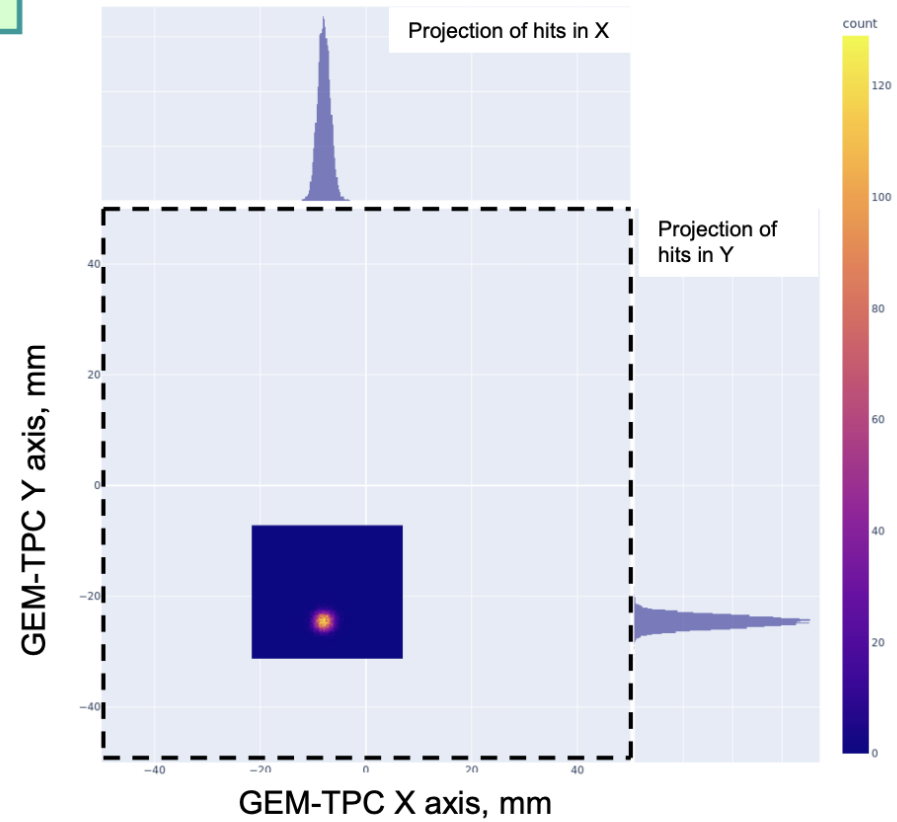 Projection of hits in X
count
120
100
80
60
40
20
0
Projection of
hits in Y
GEM-TPC Y axis, mm
40
20
0
−20
−40
−40
−20
0
20
40
GEM-TPC X axis, mm